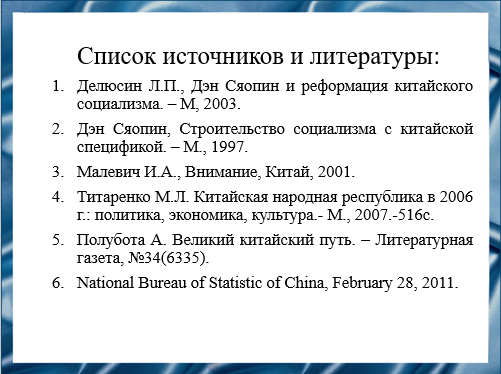 Список источников и литературы:
1. Делюсин Л.П., Дэн Сяопин и реформация китайского
социализма. – М, 2003.
2. Дэн Сяопин, Строительство социализма с китайской
спецификой. – М., 1997.
3. Малевич И.А., Внимание, Китай, 2001.
4. Титаренко М.Л. Китайская народная республика в 2006
г.: политика, экономика, культура.- М., 2007.-516с.
5. Полубота А. Великий китайский путь. – Литературная
газета, №34(6335).
6. National Bureau of Statistic of China, February 28, 2011.